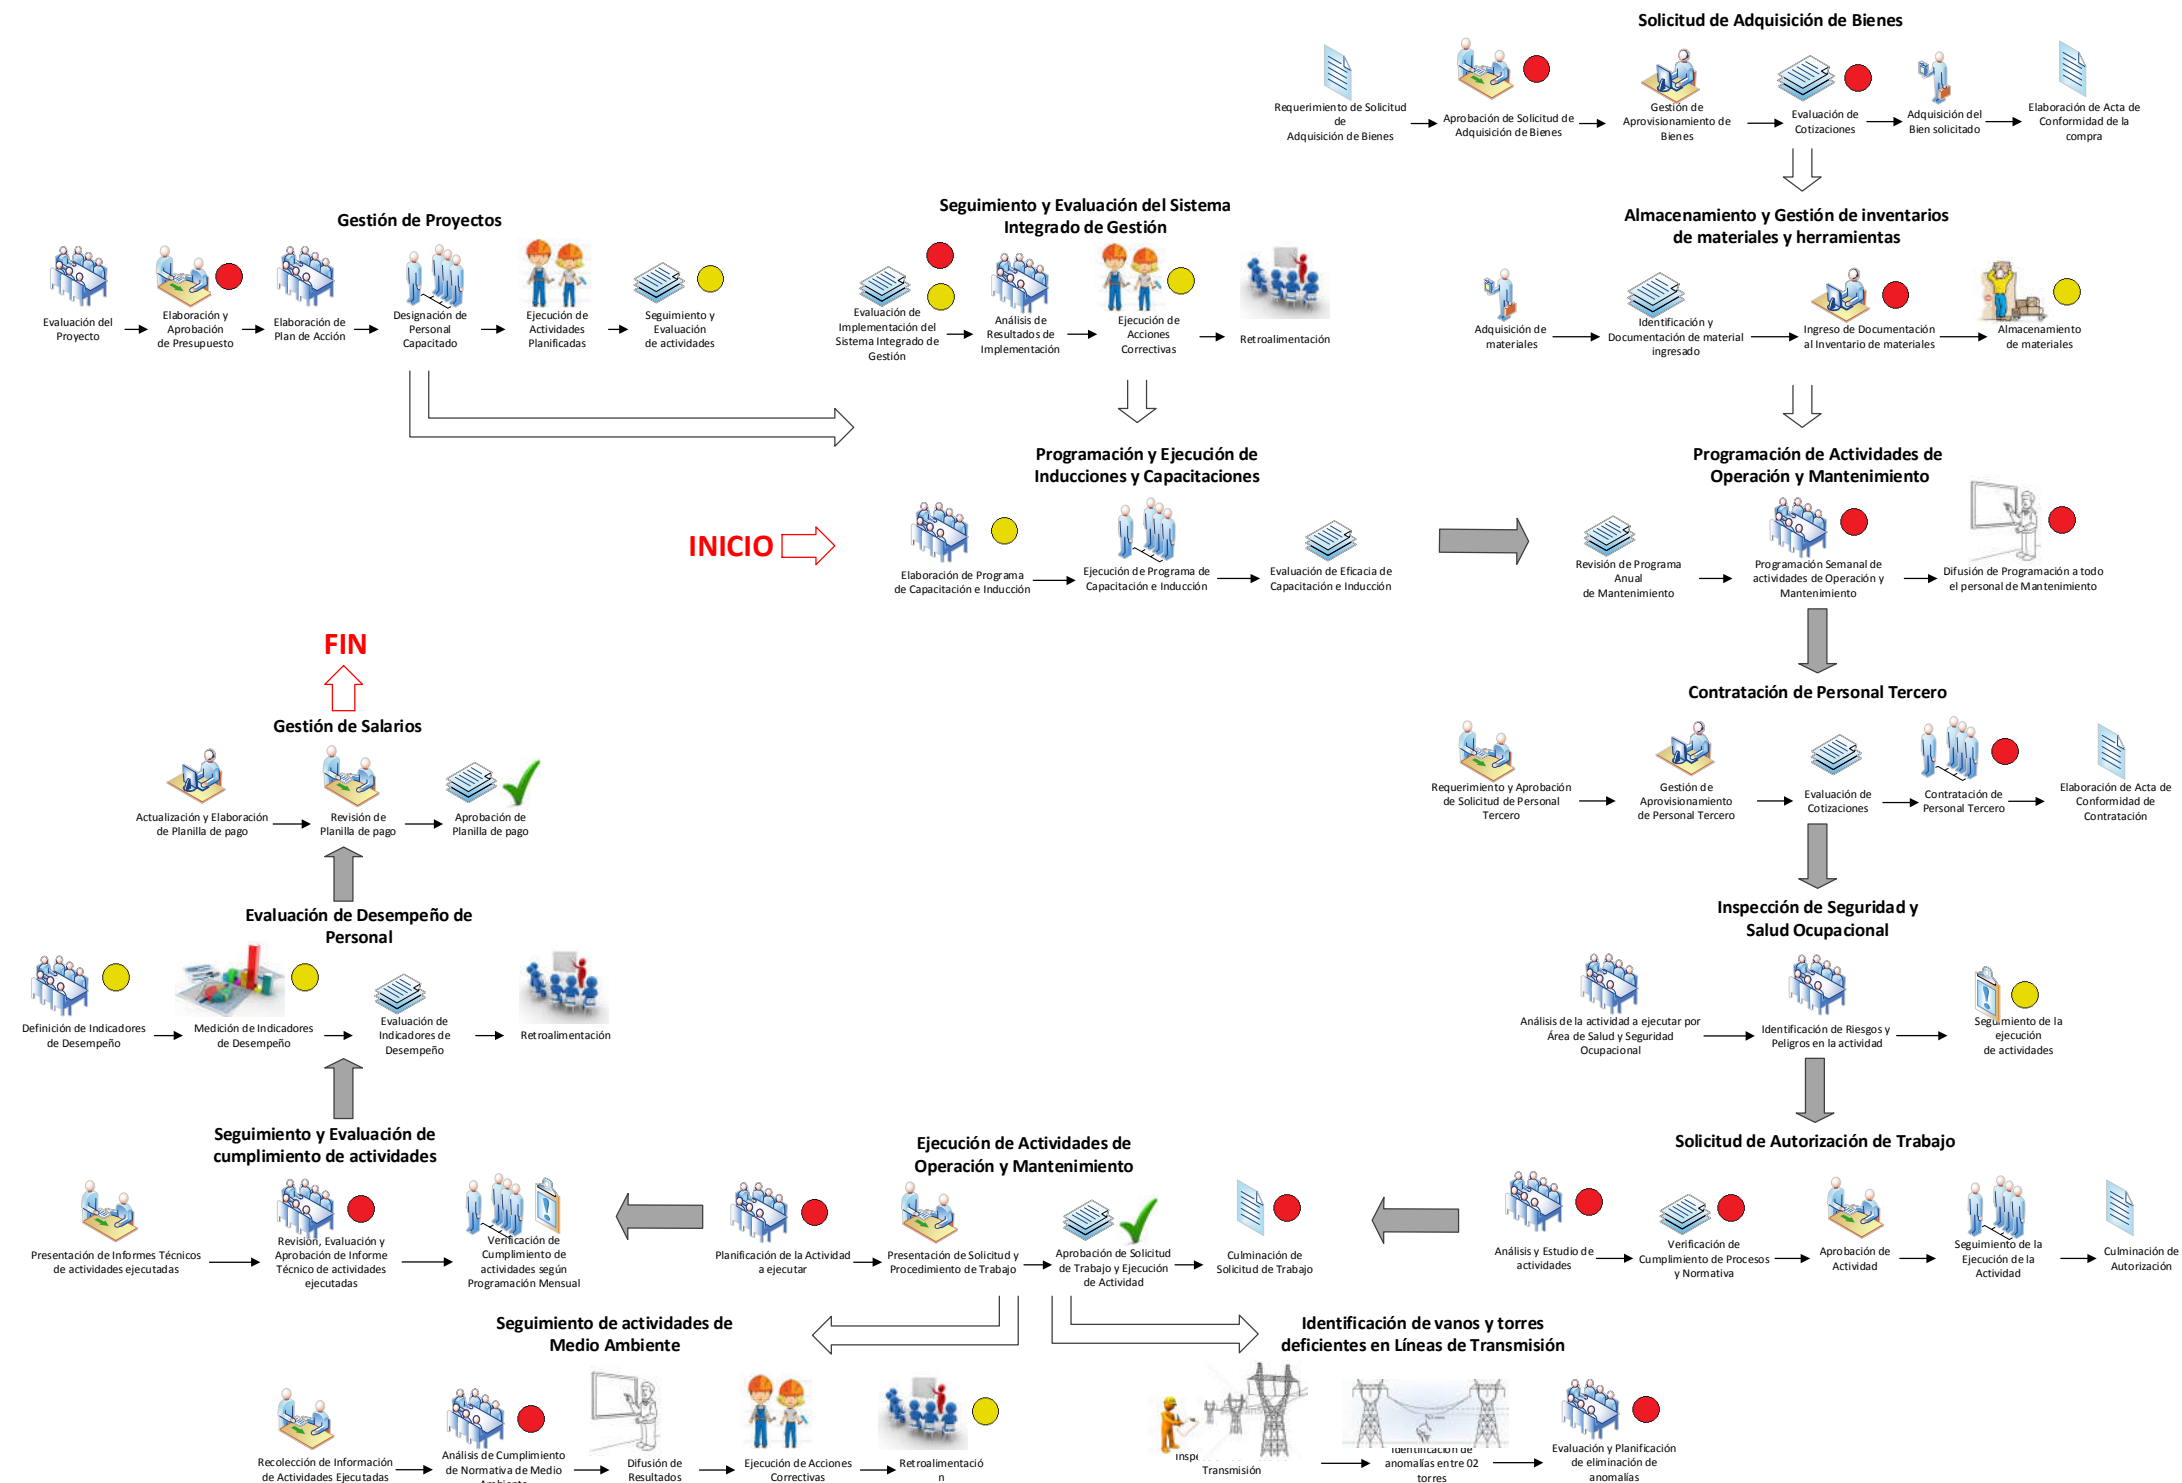 Solicitud de Adquisición de Bienes
Requerimiento de Solicitud
de
Adquisición de Bienes
Aprobación de Solicitud de
Adquisición de Bienes
Gestión de
Aprovisionamiento de
Bienes
Evaluación de
Cotizaciones
Adquisición del
Bien solicitado
Elaboración de Acta de
Conformidad de la
compra
Gestión de Proyectos
Evaluación del
Proyecto
Elaboración y
Aprobación
de Presupuesto
Elaboración de
Plan de Acción
Designación de
Personal
Capacitado
Ejecución de
Actividades
Planificadas
Seguimiento y
Evaluación
de actividades
Seguimiento y Evaluación del Sistema
Integrado de Gestión
Evaluación de
Implementación del
Sistema Integrado de
Gestión
Análisis de
Resultados de
Implementación
Ejecución de
Acciones
Correctivas
Retroalimentación
Almacenamiento y Gestión de inventarios
de materiales y herramientas
Adquisición de
materiales
Identificación y
Documentación de material
ingresado
Ingreso de Documentación
al Inventario de materiales
Almacenamiento
de materiales
INICIO
Programación y Ejecución de
Inducciones y Capacitaciones
Elaboración de Programa
de Capacitación e Inducción
Ejecución de Programa de
Capacitación e Inducción
Evaluación de Eficacia de
Capacitación e Inducción
Programación de Actividades de
Operación y Mantenimiento
Revisión de Programa
Anual
de Mantenimiento
Programación Semanal de
actividades de Operación y
Mantenimiento
Difusión de Programación a todo
el personal de Mantenimiento
FIN
Gestión de Salarios
Actualización y Elaboración
de Planilla de pago
Revisión de
Planilla de pago
Aprobación de
Planilla de pago
Contratación de Personal Tercero
Requerimiento y Aprobación
de Solicitud de Personal
Tercero
Gestión de
Aprovisionamiento
de Personal Tercero
Evaluación de
Cotizaciones
Contratación de
Personal Tercero
Elaboración de Acta de
Conformidad de
Contratación
Evaluación de Desempeño de
Personal
Definición de Indicadores
de Desempeño
Medición de Indicadores
de Desempeño
Evaluación de
Indicadores de
Desempeño
Retroalimentación
Inspección de Seguridad y
Salud Ocupacional
Análisis de la actividad a ejecutar por
Área de Salud y Seguridad
Ocupacional
Identificación de Riesgos y
Peligros en la actividad
Seguimiento de la
ejecución
de actividades
Seguimiento y Evaluación de
cumplimiento de actividades
Presentación de Informes Técnicos
de actividades ejecutadas
Revisión, Evaluación y
Aprobación de Informe
Técnico de actividades
ejecutadas
Verificación de
Cumplimiento de
actividades según
Programación Mensual
Ejecución de Actividades de
Operación y Mantenimiento
Planificación de la Actividad
a ejecutar
Presentación de Solicitud y
Procedimiento de Trabajo
Aprobación de Solicitud
de Trabajo y Ejecución
de Actividad
Culminación de
Solicitud de Trabajo
Solicitud de Autorización de Trabajo
Análisis y Estudio de
actividades
Verificación de
Cumplimiento de Procesos
y Normativa
Aprobación de
Actividad
Seguimiento de la
Ejecución de la
Actividad
Culminación de
Autorización
Seguimiento de actividades de
Medio Ambiente
Recolección de Información
de Actividades Ejecutadas
Análisis de Cumplimiento
de Normativa de Medio
Difusión de
Resultados
Ejecución de Acciones
Correctivas
Retroalimentació
n
Identificación de vanos y torres
deficientes en Líneas de Transmisión
Transmisión
Identificación de
anomalías entre 02
torres
Evaluación y Planificación
de eliminación de
anomalías